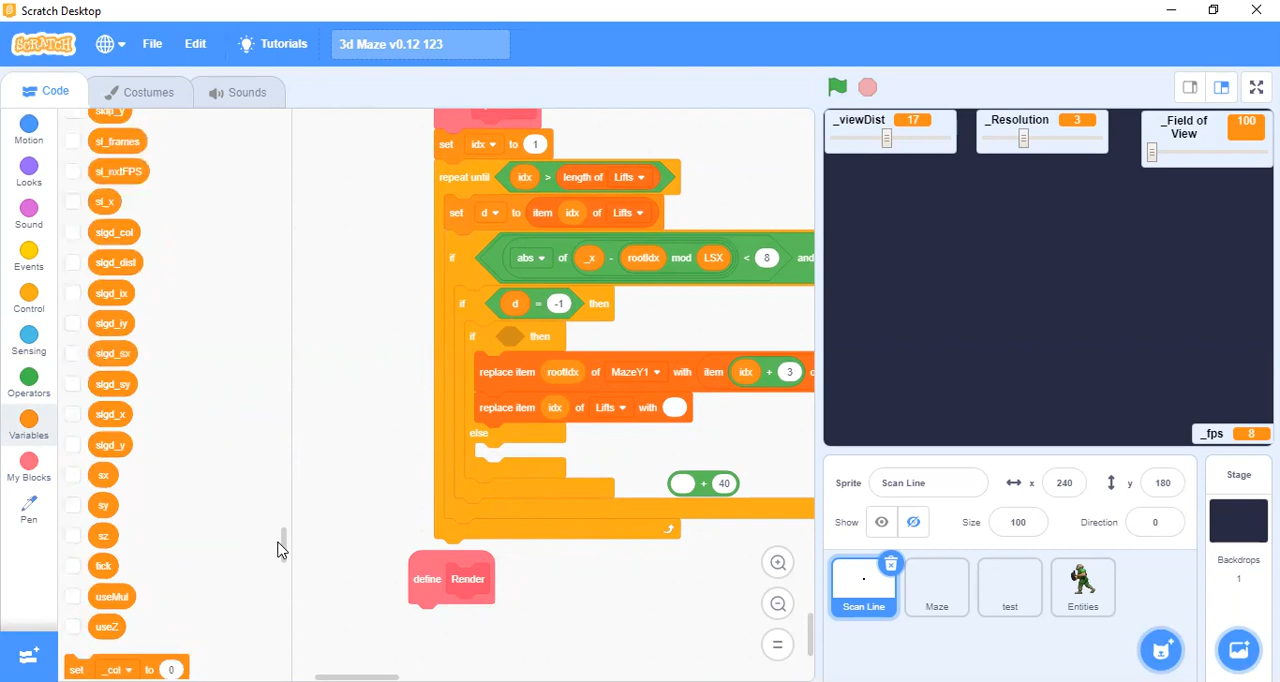 Scratch Desktop
SCRATCH
File
Edit
Tutorials
3d Maze v0.12 123
Code
Costumes
Sounds
Motion
Looks
Sound
Events
Control
Sensing
Operators
Variables
My Blocks
Pen
skip_y
sl_frames
sl_nxtFPS
sl_x
slgd_col
slgd_dist
slgd_ix
slgd_iy
slgd_sx
slgd_sy
slgd_x
slgd_y
sx
sy
sz
tick
useMul
useZ
set _col to 0
set idx to 1
repeat until idx > length of Lifts
set d to item idx of Lifts
if abs of _x - rootIdx mod LSX < 8 and
if d = -1 then
if then
replace item rootIdx of MazeY1 with item idx + 3
replace item idx of Lifts with
else
+ 40
define Render
_viewDist 17
_Resolution 3
_Field of View 100
_fps 8
Sprite Scan Line x 240 y 180
Show Size 100 Direction 0
Scan Line
Maze
test
Entities
Stage
Backdrops
1